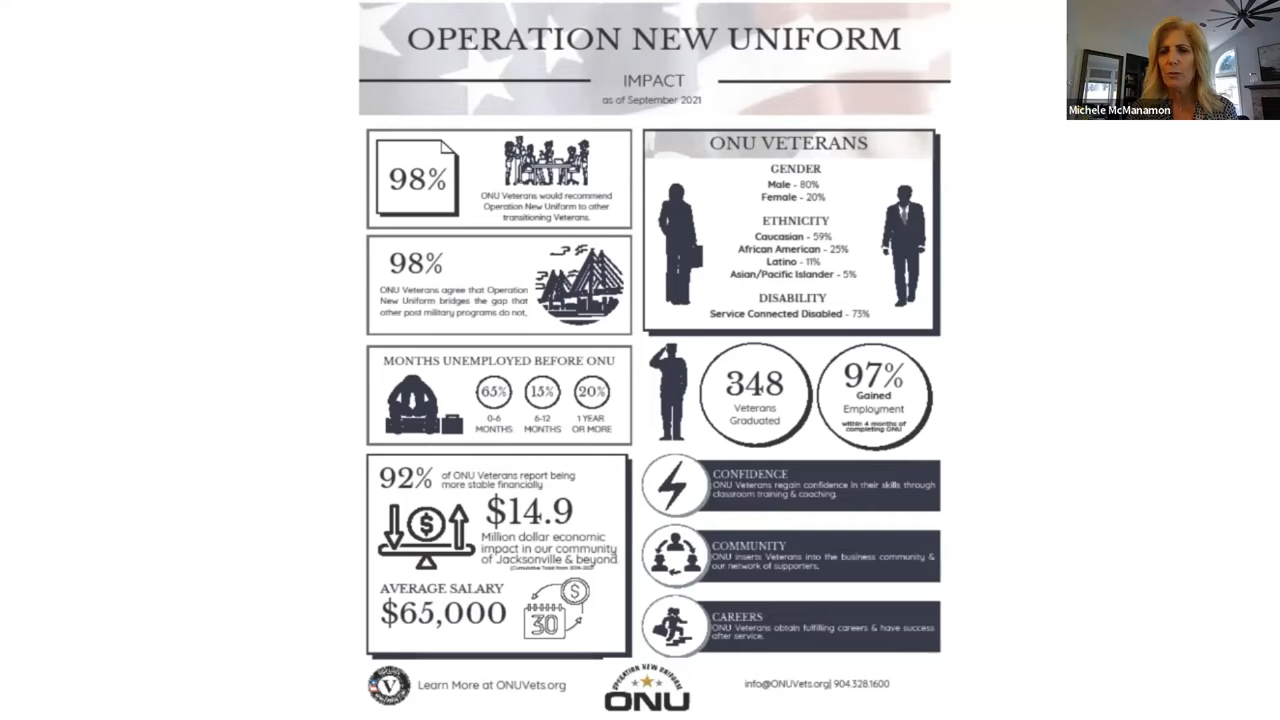 OPERATION NEW UNIFORM
IMPACT
as of September 2021
Michele McManamon
98%
ONU Veterans would recommend
Operation New Uniform to other
transitioning Veterans.
98%
ONU Veterans agree that Operation
New Uniform bridges the gap that
other post military programs do not,
MONTHS UNEMPLOYED BEFORE ONU
65% 15% 20%
0-6 6-12 1 YEAR
MONTHS MONTHS OR MORE
92% of ONU Veterans report being
more stable financially
$14.9
Million dollar economic
impact in our community
of Jacksonville & beyond
AVERAGE SALARY
$65,000
30
ONU VETERANS
GENDER
Male - 80%
Female - 20%
ETHNICITY
Caucasian - 59%
African American - 25%
Latino - 11%
Asian/Pacific Islander - 5%
DISABILITY
Service Connected Disabled - 73%
348
Veterans
Graduated
97%
Gained
Employment
within 4 months of
completing ONU
CONFIDENCE
ONU Veterans regain confidence in their skills through
classroom training & coaching.
COMMUNITY
ONU inserts Veterans into the business community &
our network of supporters.
CAREERS
ONU Veterans obtain fulfilling careers & have success
after service.
V
Learn More at ONUVets.org
OPERATION NEW UNIFORM
ONU
info@ONUVets.org| 904.328.1600